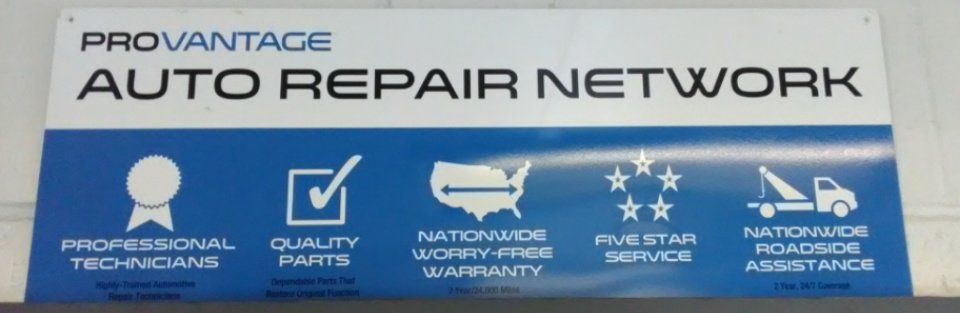 PROVANTAGE
AUTO REPAIR NETWORK
PROFESSIONAL
TECHNICIANS
Highly-Trained Automotive
Repair Technicians
QUALITY
PARTS
Dependable Parts That
Restore Original Function
NATIONWIDE
WORRY-FREE
WARRANTY
2 Year/24,000 Miles
FIVE STAR
SERVICE
NATIONWIDE
ROADSIDE
ASSISTANCE
2 Year, 24/7 Coverage